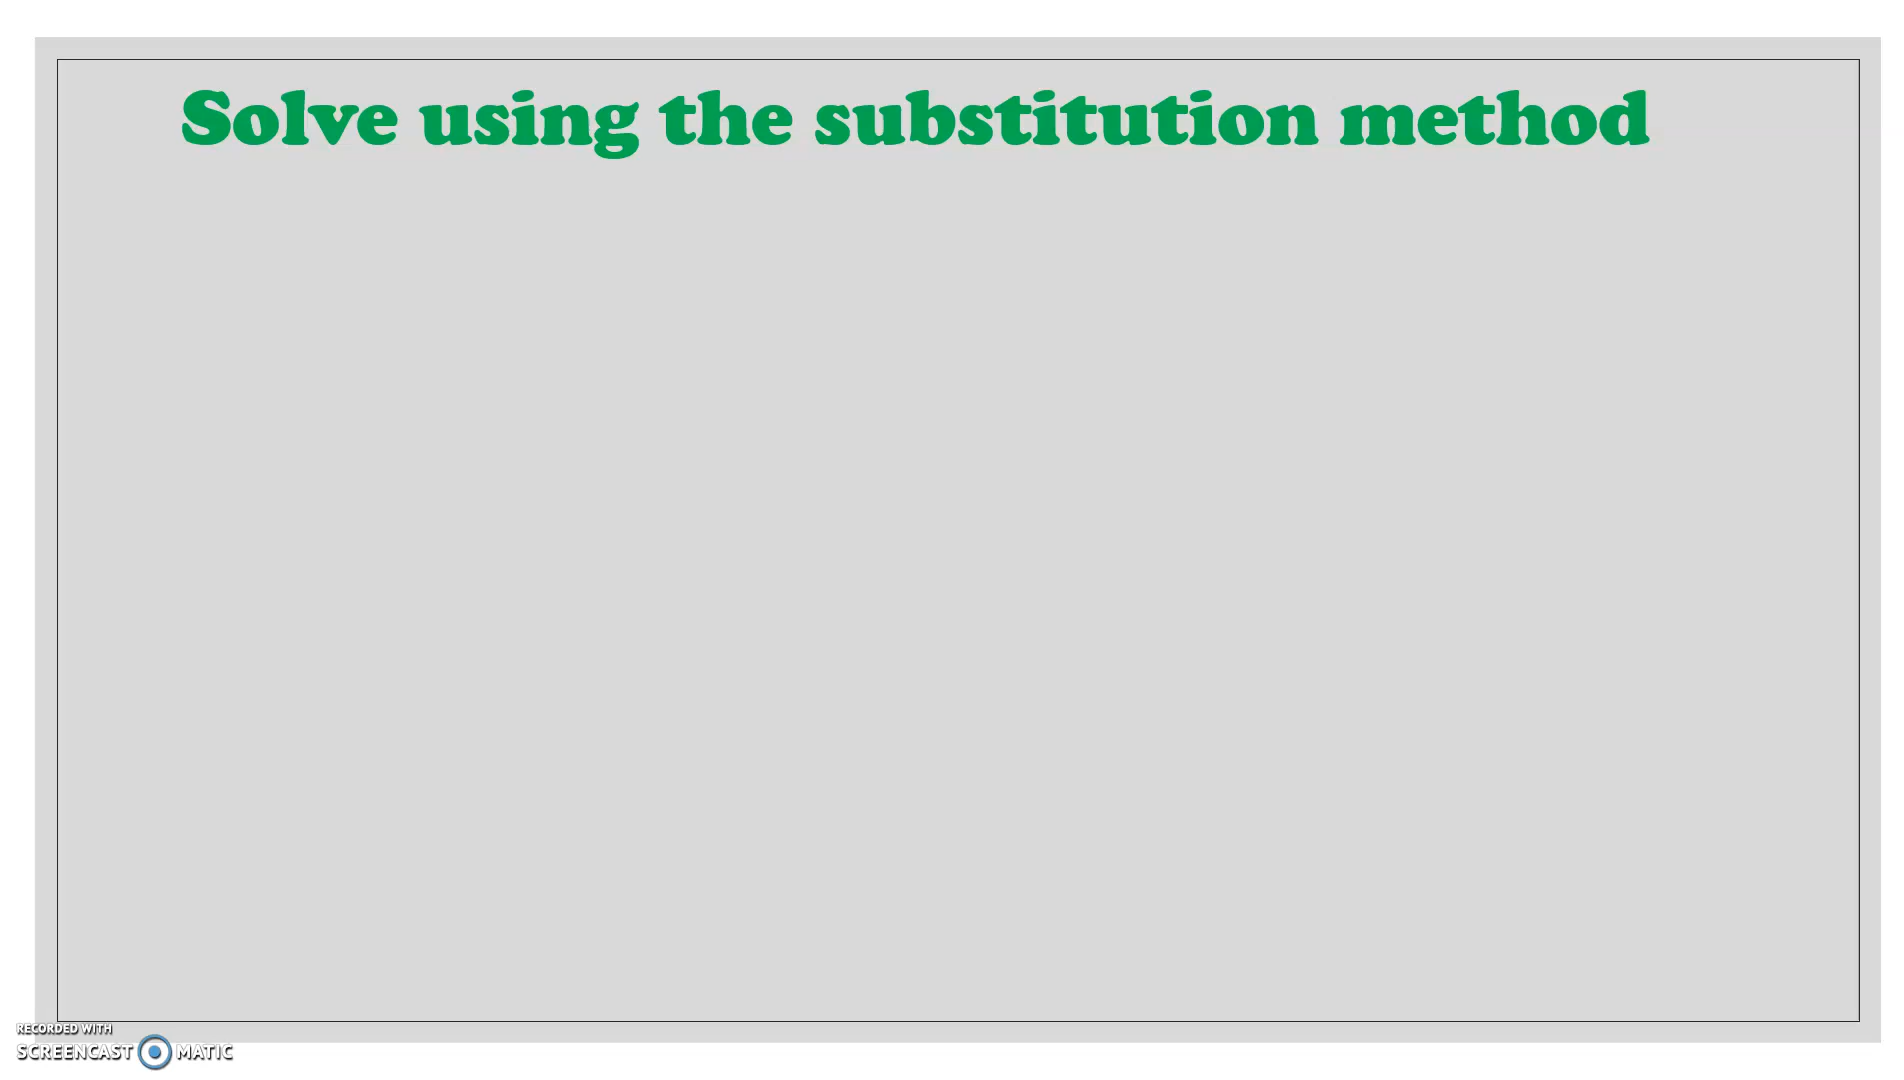 Solve using the substitution method
RECORDED WITH
SCREENCAST MATIC